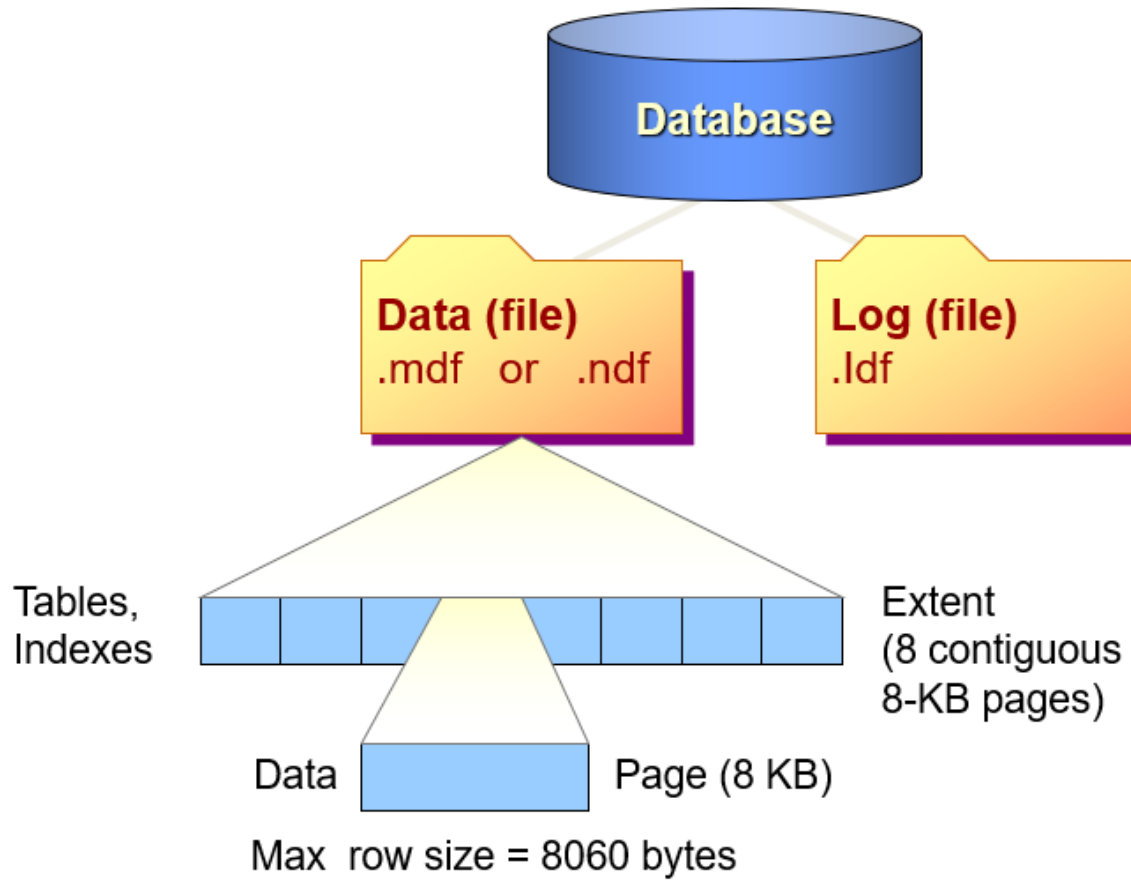 Database
Data (file)
.mdf or .ndf
Log (file)
.ldf
Tables,
Indexes
Extent
(8 contiguous
8-KB pages)
Data
Page (8 KB)
Max row size = 8060 bytes